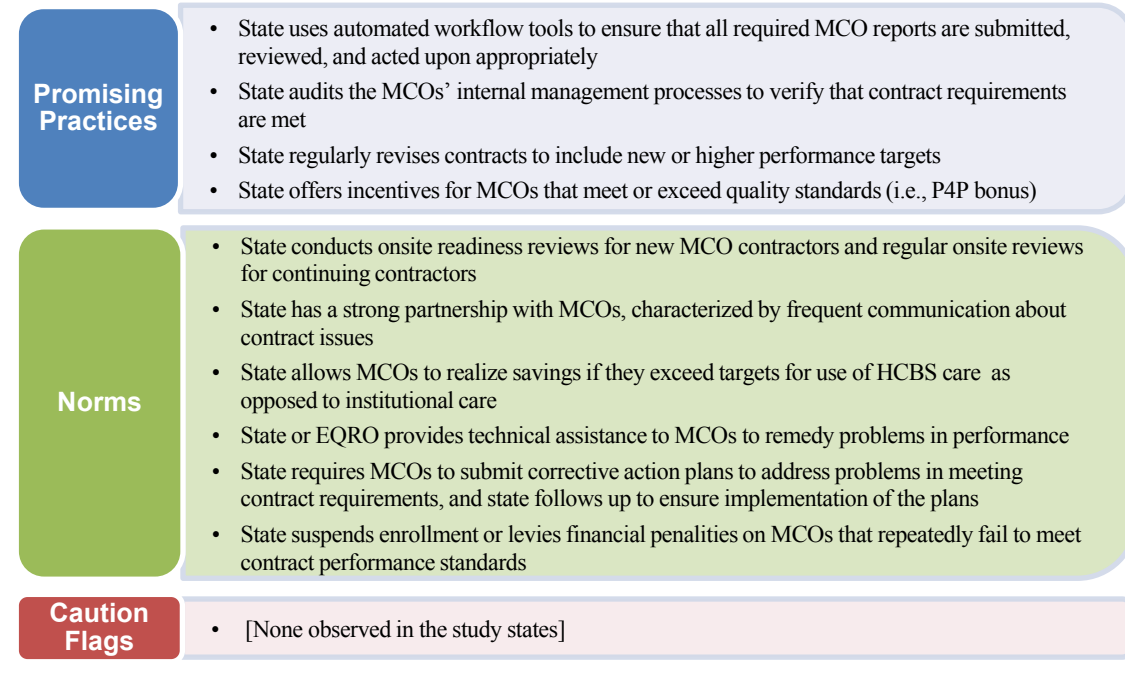 Promising
Practices
• State uses automated workflow tools to ensure that all required MCO reports are submitted,
reviewed, and acted upon appropriately
• State audits the MCOs’ internal management processes to verify that contract requirements
are met
• State regularly revises contracts to include new or higher performance targets
• State offers incentives for MCOs that meet or exceed quality standards (i.e., P4P bonus)
Norms
• State conducts onsite readiness reviews for new MCO contractors and regular onsite reviews
for continuing contractors
• State has a strong partnership with MCOs, characterized by frequent communication about
contract issues
• State allows MCOs to realize savings if they exceed targets for use of HCBS care as
opposed to institutional care
• State or EQRO provides technical assistance to MCOs to remedy problems in performance
• State requires MCOs to submit corrective action plans to address problems in meeting
contract requirements, and state follows up to ensure implementation of the plans
• State suspends enrollment or levies financial penalities on MCOs that repeatedly fail to meet
contract performance standards
Caution
Flags
• [None observed in the study states]